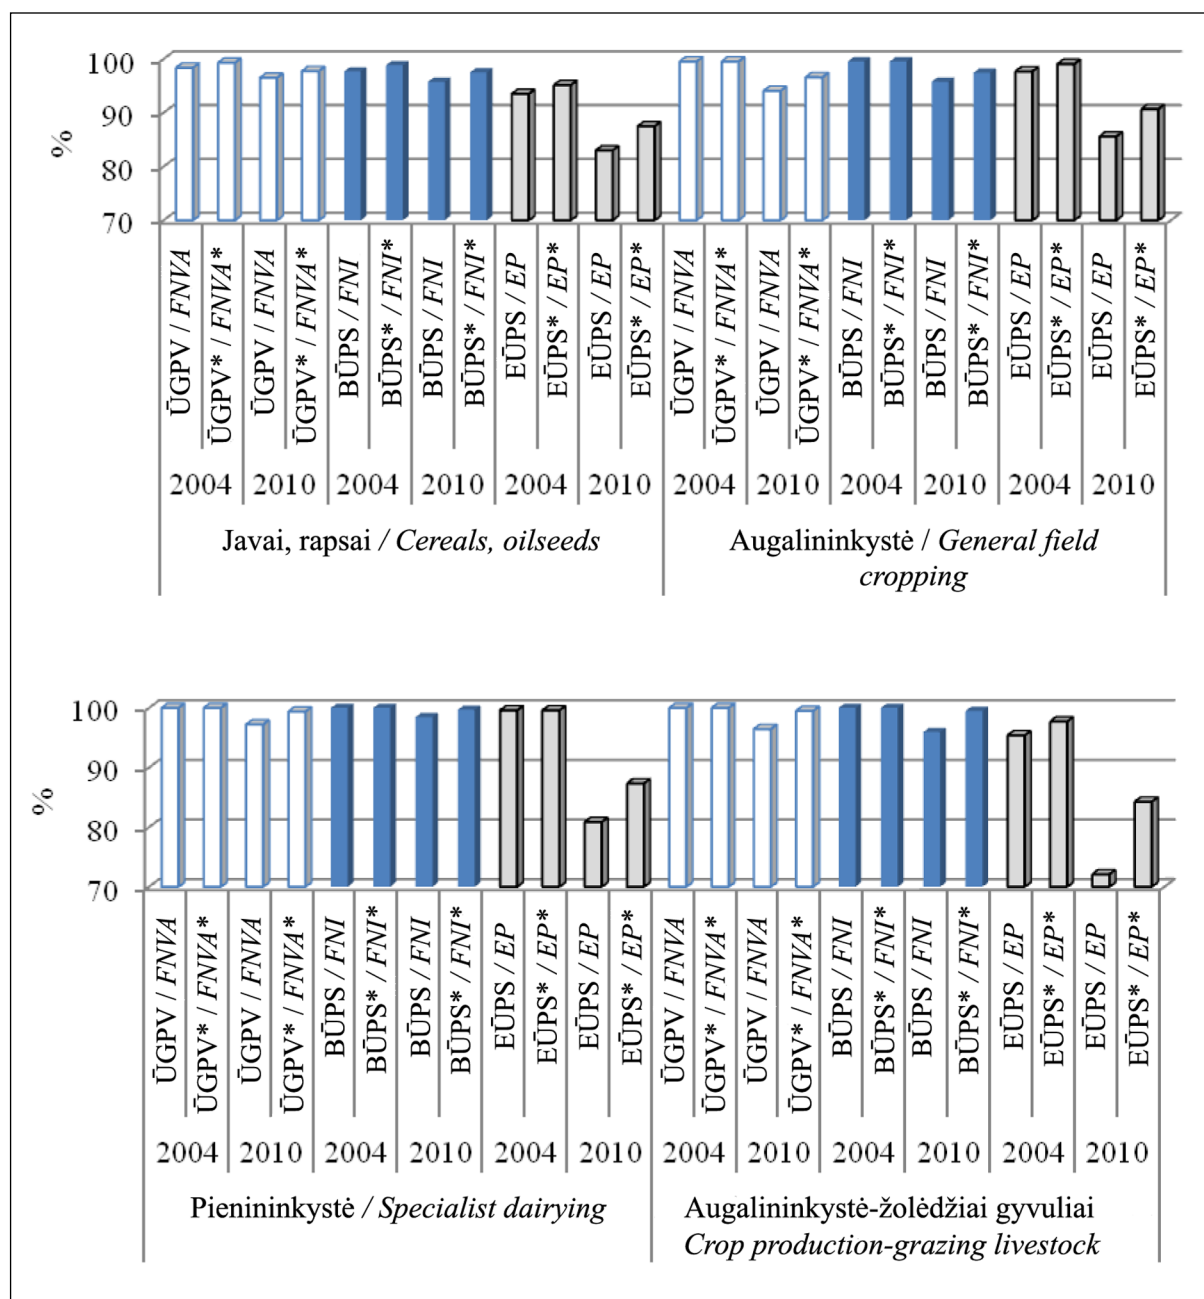 100
90
80
70
%
ŪGPV / FNVA
ŪGPV* / FNVA*
ŪGPV / FNVA
ŪGPV* / FNVA*
BŪPS / FNI
BŪPS* / FNI*
BŪPS / FNI
BŪPS* / FNI*
EŪPS / EP
EŪPS* / EP*
EŪPS / EP
EŪPS* / EP*
ŪGPV / FNVA
ŪGPV* / FNVA*
ŪGPV / FNVA
ŪGPV* / FNVA*
BŪPS / FNI
BŪPS* / FNI*
BŪPS / FNI
BŪPS* / FNI*
EŪPS / EP
EŪPS* / EP*
EŪPS / EP
EŪPS* / EP*
2004 2010 2004 2010 2004 2010 2004 2010 2004 2010 2004 2010
Javai, rapsai / Cereals, oilseeds
Augalininkystė / General field
cropping
100
90
80
70
%
ŪGPV / FNVA
ŪGPV* / FNVA*
ŪGPV / FNVA
ŪGPV* / FNVA*
BŪPS / FNI
BŪPS* / FNI*
BŪPS / FNI
BŪPS* / FNI*
EŪPS / EP
EŪPS* / EP*
EŪPS / EP
EŪPS* / EP*
ŪGPV / FNVA
ŪGPV* / FNVA*
ŪGPV / FNVA
ŪGPV* / FNVA*
BŪPS / FNI
BŪPS* / FNI*
BŪPS / FNI
BŪPS* / FNI*
EŪPS / EP
EŪPS* / EP*
EŪPS / EP
EŪPS* / EP*
2004 2010 2004 2010 2004 2010 2004 2010 2004 2010 2004 2010
Pienininkystė / Specialist dairying
Augalininkystė-žolėdžiai gyvuliai
Crop production-grazing livestock